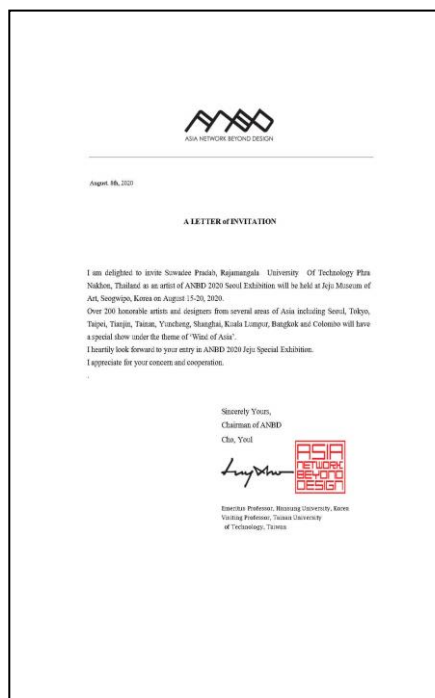 ANBD
ASIA NETWORK BEYOND DESIGN
August 8th, 2020
A LETTER of INVITATION
I am delighted to invite Suwadee Pradab, Rajamangala University Of Technology Phra
Nakhon, Thailand as an artist of ANBD 2020 Seoul Exhibition will be held at Jeju Museum of
Art, Seogwipo, Korea on August 15-20, 2020.
Over 200 honorable artists and designers from several areas of Asia including Seoul, Tokyo,
Taipei, Tianjin, Tainan, Yuncheng, Shanghai, Kuala Lumpur, Bangkok and Colombo will have
a special show under the theme of ‘Wind of Asia’.
I heartily look forward to your entry in ANBD 2020 Jeju Special Exhibition.
I appreciate for your concern and cooperation.
.
Sincerely Yours,
Chairman of ANBD
Cho, Youl
ASIA
NETWORK
BEYOND
DESIGN
Emeritus Professor, Hansung University, Korea
Visiting Professor, Tainan University
of Technology, Taiwan